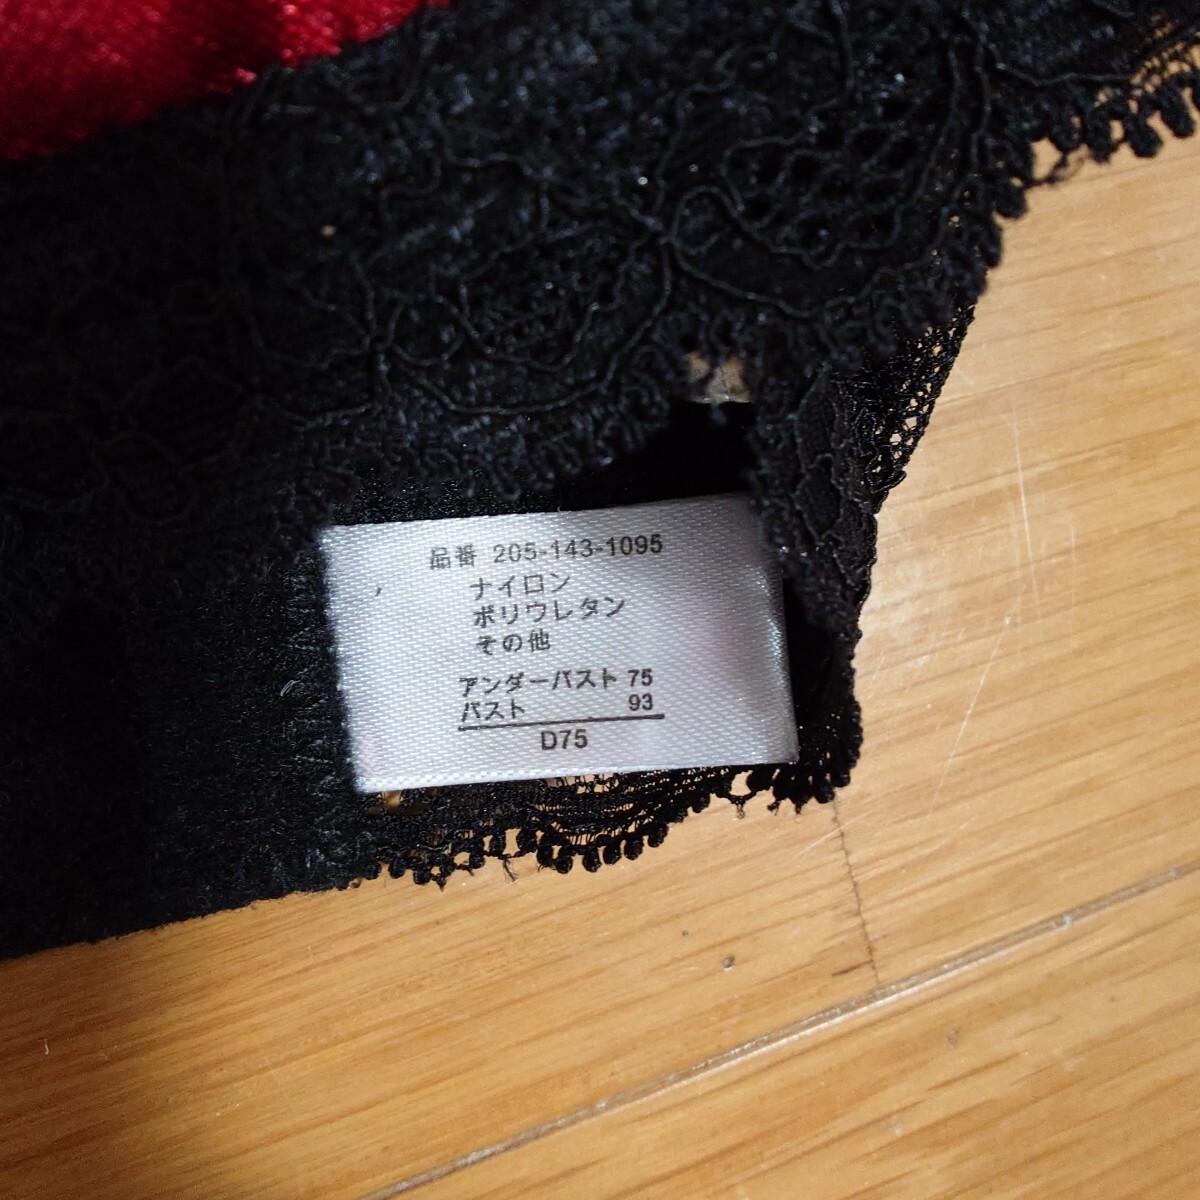 品番 205-143-1095
ナイロン
ポリウレタン
その他
アンダーバスト 75
バスト 93
D75